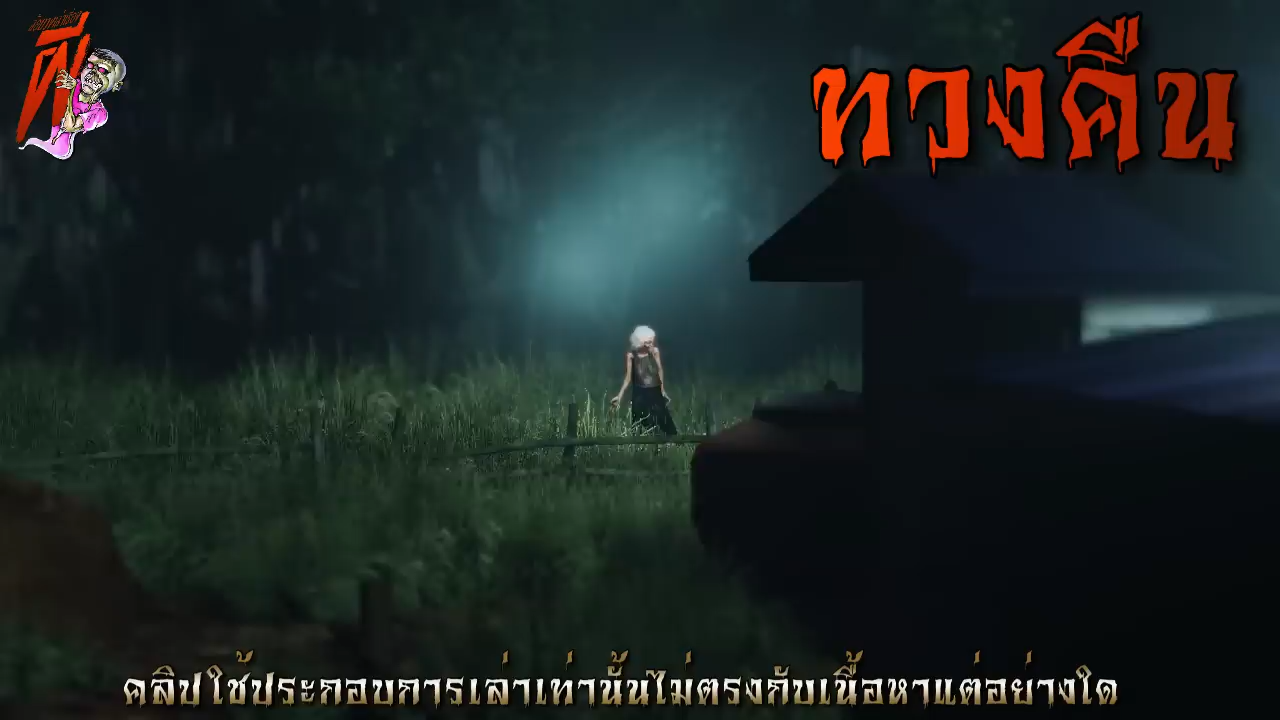 ผี
ทวงคืน
คลิปใช้ประกอบการเล่าเท่านั้นไม่ตรงกับเนื้อหาแต่อย่างใด